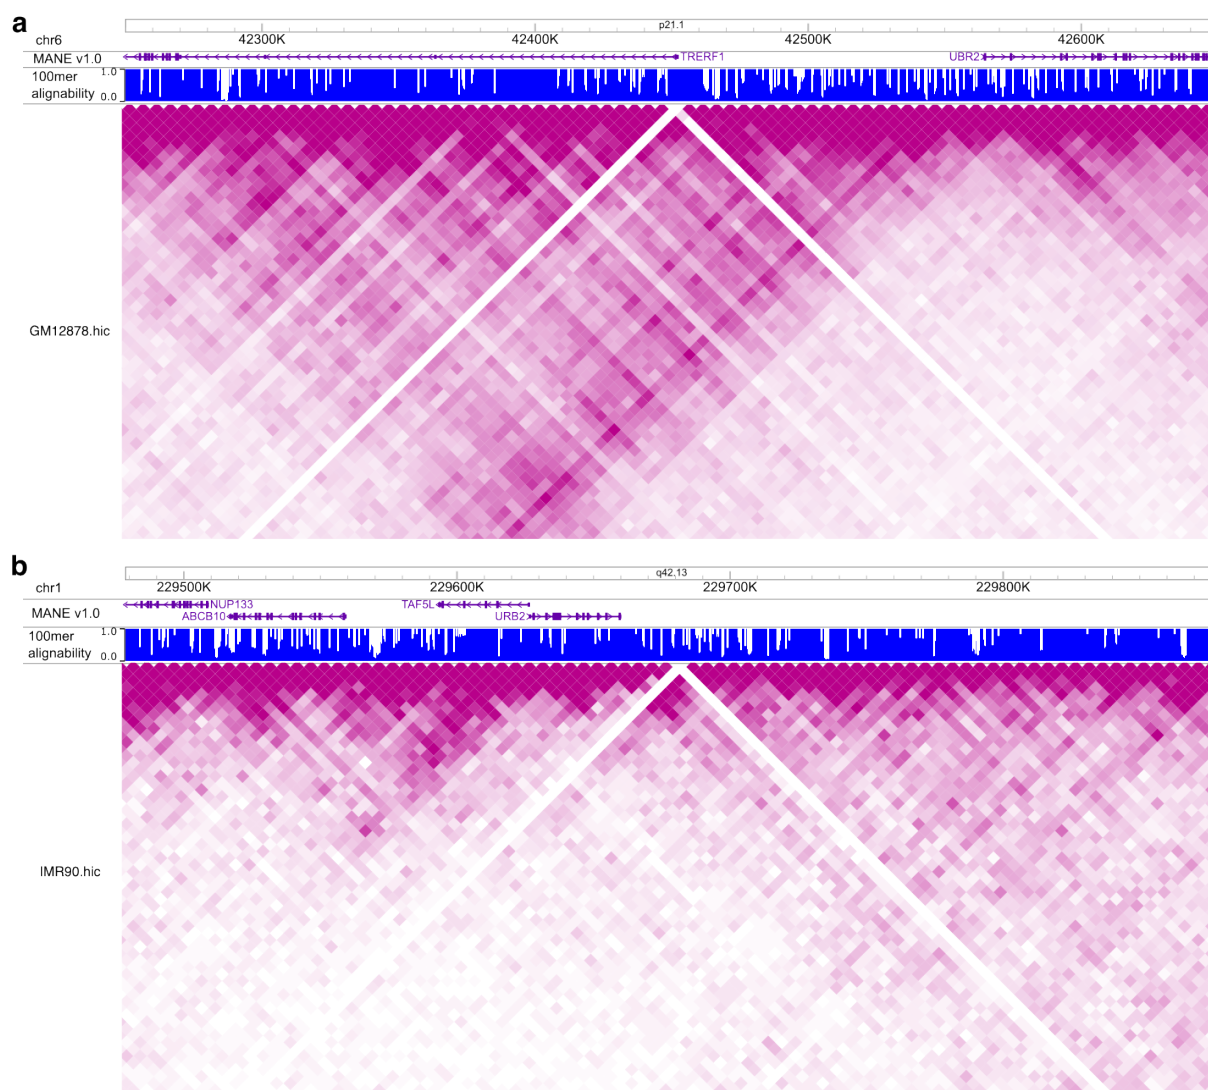 a
p21.1
chr6
42300K 42400K 42500K 42600K
MANE v1.0 TRERF1 UBR2
100mer alignability 1.0 0.0
GM12878.hic
b
q42.13
chr1
229500K 229600K 229700K 229800K
MANE v1.0 NUP133 TAF5L
ABCB10 URB2
100mer alignability 1.0 0.0
IMR90.hic